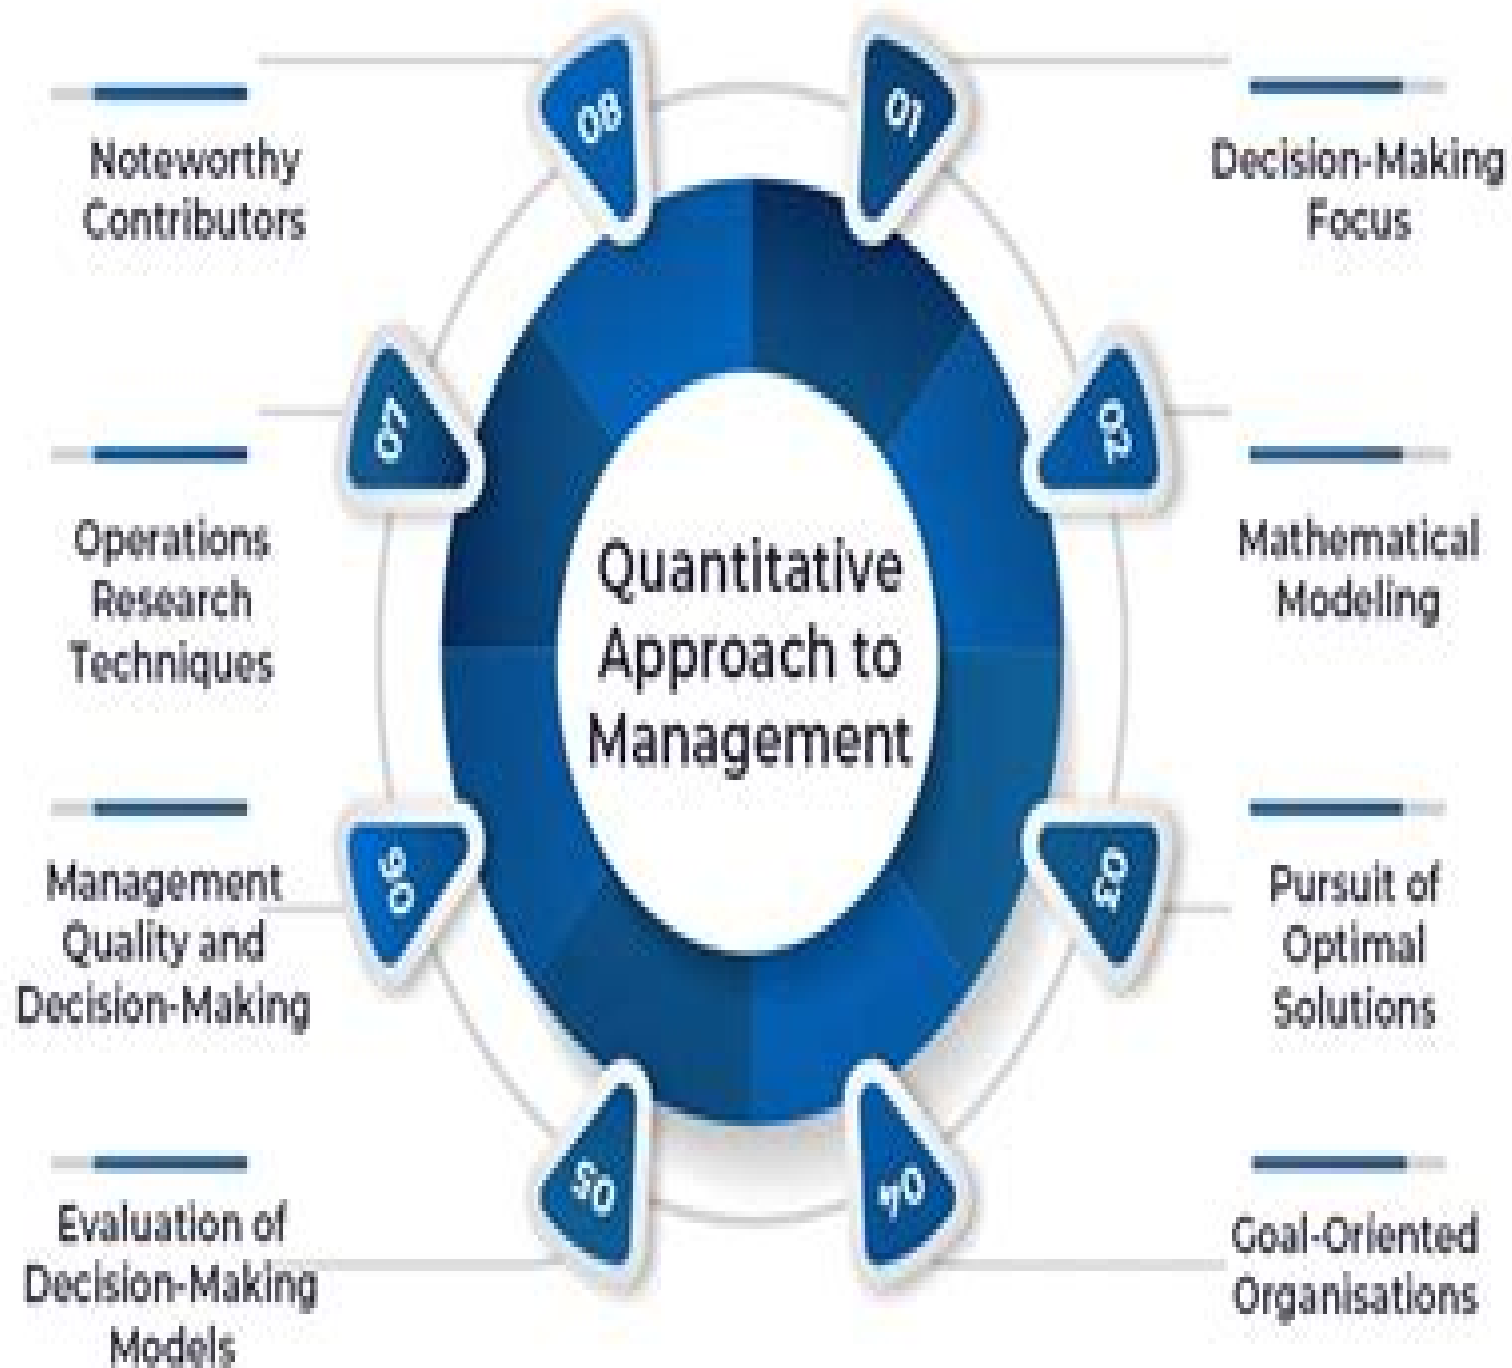 Quantitative
Approach to
Management
01
Decision-Making
Focus
02
Mathematical
Modeling
03
Pursuit of
Optimal
Solutions
04
Goal-Oriented
Organisations
05
Evaluation of
Decision-Making
Models
06
Management
Quality and
Decision-Making
07
Operations
Research
Techniques
08
Noteworthy
Contributors